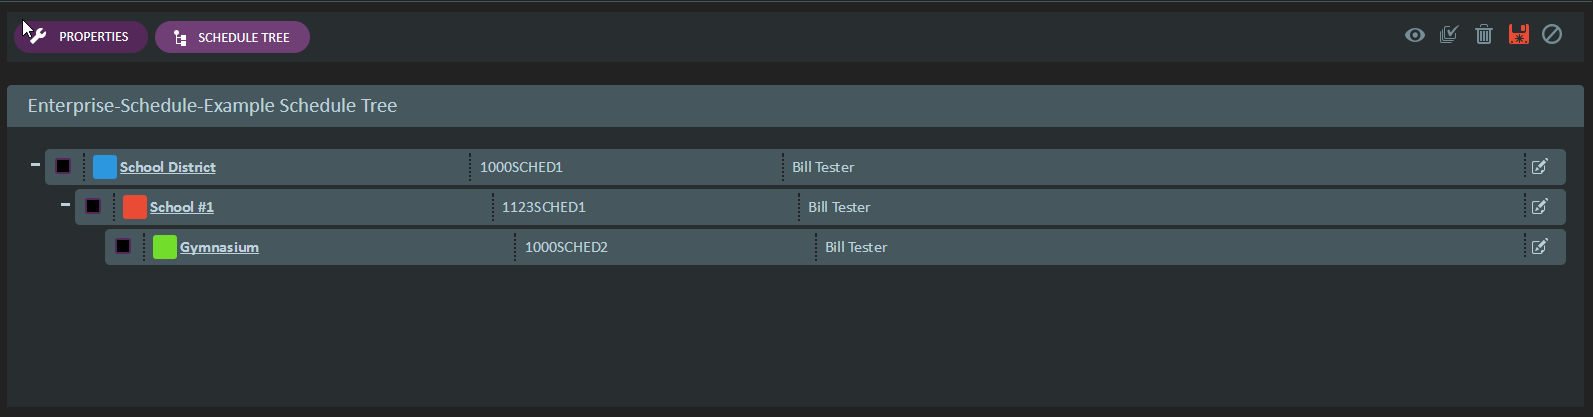 PROPERTIES SCHEDULE TREE
Enterprise-Schedule-Example Schedule Tree
School District 1000SCHED1 Bill Tester
School #1 1123SCHED1 Bill Tester
Gymnasium 1000SCHED2 Bill Tester